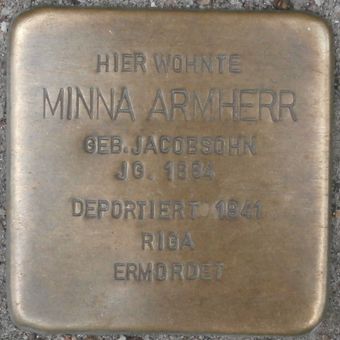 HIER WOHNTE
MINNA ARMHERR
GEB. JACOBSOHN
JG. 1884
DEPORTIERT 1941
RIGA
ERMORDET